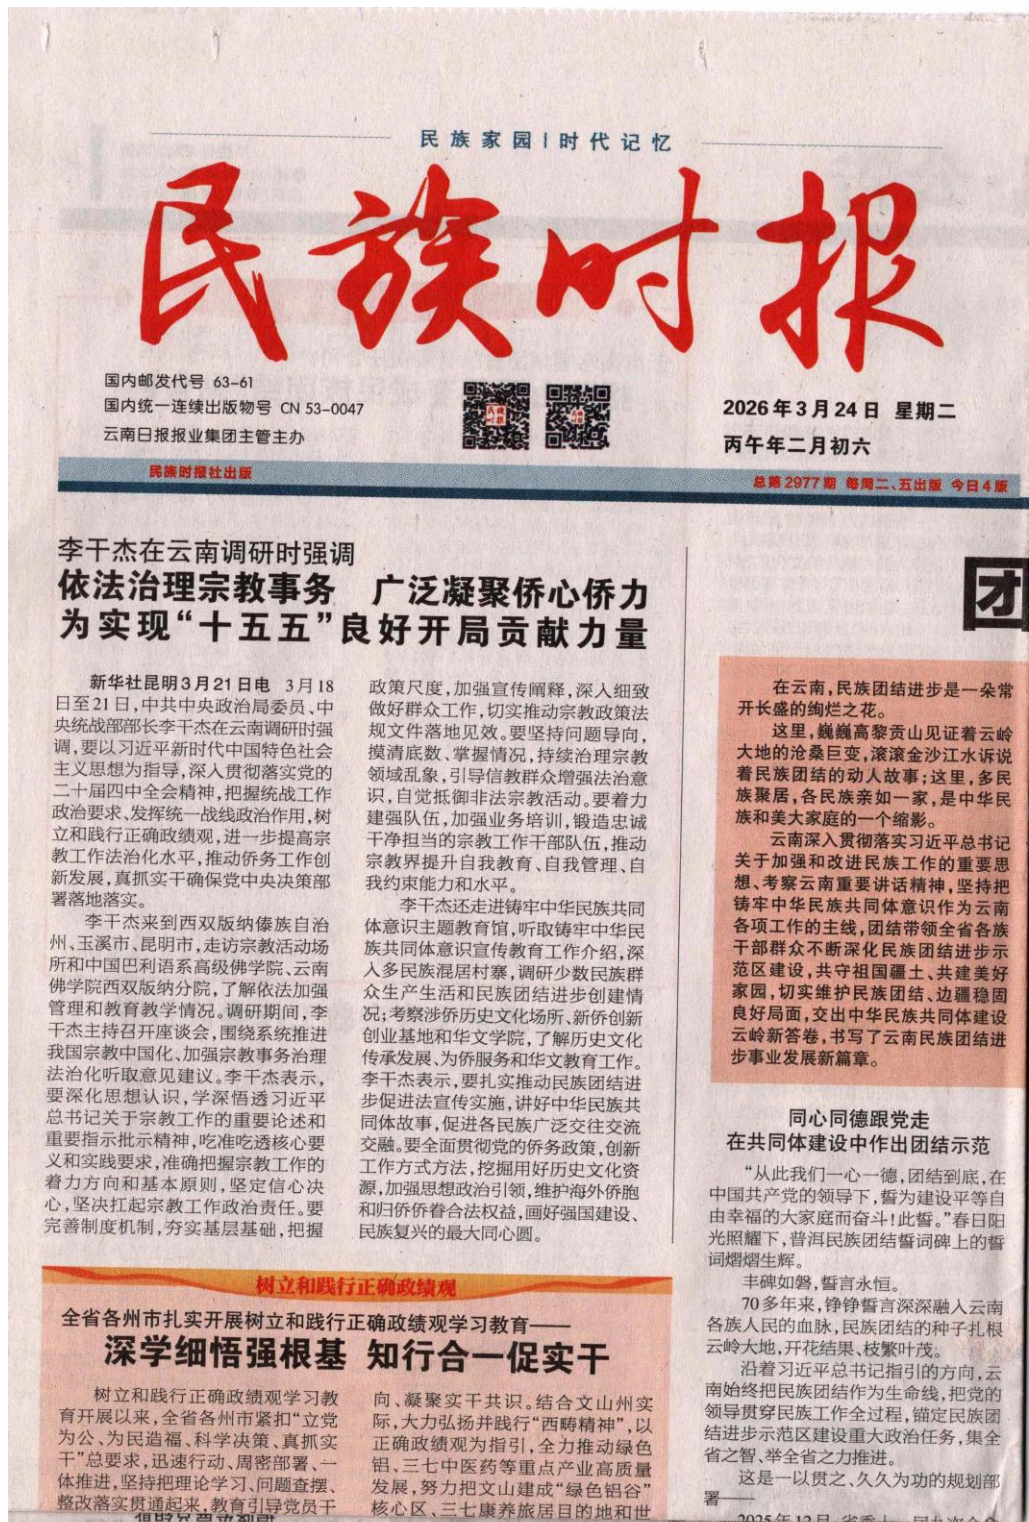 民族家园|时代记忆
民族时报
国内邮发代号 63-61
国内统一连续出版物号 CN 53-0047
云南日报报业集团主管主办
2026年3月24日 星期二
丙午年二月初六
民族时报社出版
总第2977期 每周二、五出版 今日4版
李干杰在云南调研时强调
依法治理宗教事务 广泛凝聚侨心侨力
为实现“十五五”良好开局贡献力量
新华社昆明3月21日电 3月18
日至21日,中共中央政治局委员、中
央统战部部长李干杰在云南调研时强
调,要以习近平新时代中国特色社会
主义思想为指导,深入贯彻落实党的
二十届四中全会精神,把握统战工作
政治要求、发挥统一战线政治作用,树
立和践行正确政绩观,进一步提高宗
教工作法治化水平,推动侨务工作创
新发展,真抓实干确保党中央决策部
署落地落实。
李干杰来到西双版纳傣族自治
州、玉溪市、昆明市,走访宗教活动场
所和中国巴利语系高级佛学院、云南
佛学院西双版纳分院,了解依法加强
管理和教育教学情况。调研期间,李
干杰主持召开座谈会,围绕系统推进
我国宗教中国化、加强宗教事务治理
法治化听取意见建议。李干杰表示,
要深化思想认识,学深悟透习近平
总书记关于宗教工作的重要论述和
重要指示批示精神,吃准吃透核心要
义和实践要求,准确把握宗教工作的
着力方向和基本原则,坚定信心决
心,坚决扛起宗教工作政治责任。要
完善制度机制,夯实基层基础,把握
政策尺度,加强宣传阐释,深入细致
做好群众工作,切实推动宗教政策法
规文件落地见效。要坚持问题导向,
摸清底数、掌握情况,持续治理宗教
领域乱象,引导信教群众增强法治意
识,自觉抵御非法宗教活动。要着力
建强队伍,加强业务培训,锻造忠诚
干净担当的宗教工作干部队伍,推动
宗教界提升自我教育、自我管理、自
我约束能力和水平。
李干杰还走进铸牢中华民族共同
体意识主题教育馆,听取铸牢中华民
族共同体意识宣传教育工作介绍,深
入多民族混居村寨,调研少数民族群
众生产生活和民族团结进步创建情
况;考察涉侨历史文化场所、新侨创新
创业基地和华文学院,了解历史文化
传承发展、为侨服务和华文教育工作。
李干杰表示,要扎实推动民族团结进
步促进法宣传实施,讲好中华民族共
同体故事,促进各民族广泛交往交流
交融。要全面贯彻党的侨务政策,创新
工作方式方法,挖掘用好历史文化资
源,加强思想政治引领,维护海外侨胞
和归侨侨眷合法权益,画好强国建设、
民族复兴的最大同心圆。
树立和践行正确政绩观
全省各州市扎实开展树立和践行正确政绩观学习教育——
深学细悟强根基 知行合一促实干
树立和践行正确政绩观学习教
育开展以来,全省各州市紧扣“立党
为公、为民造福、科学决策、真抓实
干”总要求,迅速行动、周密部署、一
体推进,坚持把理论学习、问题查摆、
整改落实贯通起来,教育引导党员干
向、凝聚实干共识。结合文山州实
际,大力弘扬并践行“西畴精神”,以
正确政绩观为指引,全力推动绿色
铝、三七中医药等重点产业高质量
发展,努力把文山建成“绿色铝谷”
核心区、三七康养旅居目的地和世
团
在云南,民族团结进步是一朵常
开长盛的绚烂之花。
这里,巍巍高黎贡山见证着云岭
大地的沧桑巨变,滚滚金沙江水诉说
着民族团结的动人故事;这里,多民
族聚居,各民族亲如一家,是中华民
族和美大家庭的一个缩影。
云南深入贯彻落实习近平总书记
关于加强和改进民族工作的重要思
想、考察云南重要讲话精神,坚持把
铸牢中华民族共同体意识作为云南
各项工作的主线,团结带领全省各族
干部群众不断深化民族团结进步示
范区建设,共守祖国疆土、共建美好
家园,切实维护民族团结、边疆稳固
良好局面,交出中华民族共同体建设
云岭新答卷,书写了云南民族团结进
步事业发展新篇章。
同心同德跟党走
在共同体建设中作出团结示范
“从此我们一心一德,团结到底,在
中国共产党的领导下,誓为建设平等自
由幸福的大家庭而奋斗!此誓。”春日阳
光照耀下,普洱民族团结誓词碑上的誓
词熠熠生辉。
丰碑如磐,誓言永恒。
70多年来,铮铮誓言深深融入云南
各族人民的血脉,民族团结的种子扎根
云岭大地,开花结果、枝繁叶茂。
沿着习近平总书记指引的方向,云
南始终把民族团结作为生命线,把党的
领导贯穿民族工作全过程,锚定民族团
结进步示范区建设重大政治任务,集全
省之智、举全省之力推进。
这是一以贯之、久久为功的规划部
署——